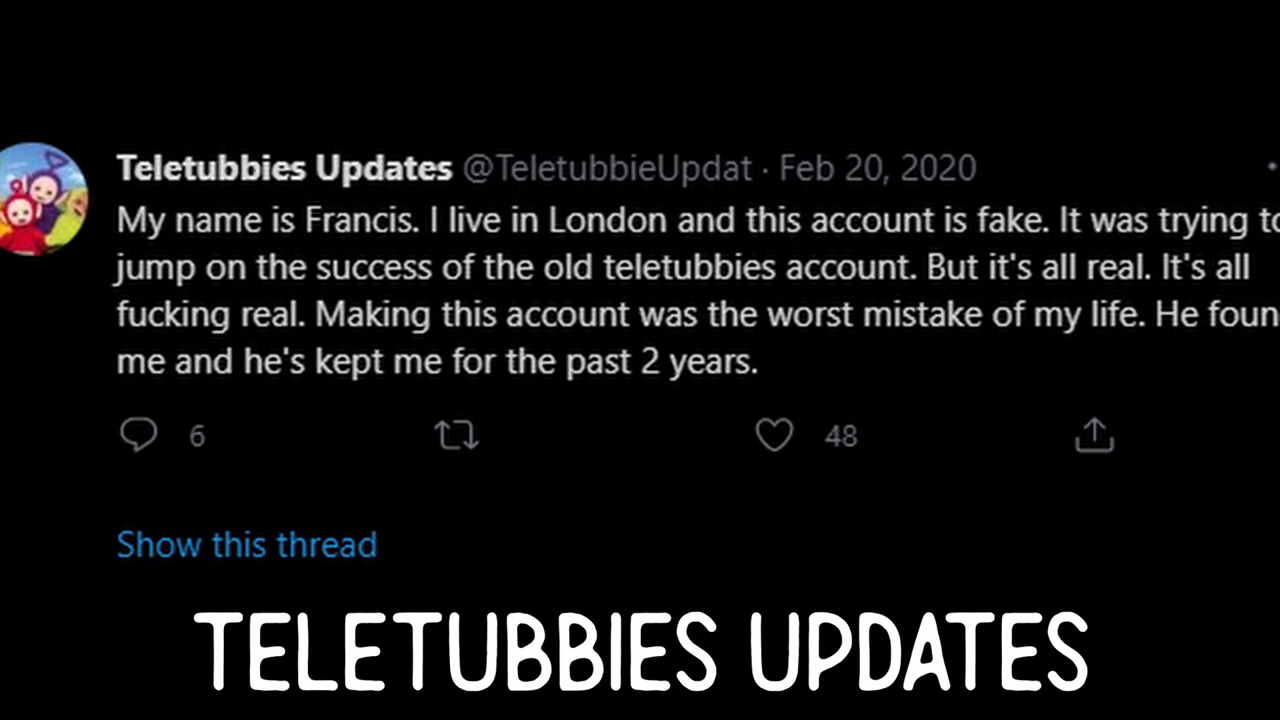 Teletubbies Updates @TeletubbieUpdat · Feb 20, 2020
My name is Francis. I live in London and this account is fake. It was trying to
jump on the success of the old teletubbies account. But it's all real. It's all
fucking real. Making this account was the worst mistake of my life. He foun
me and he's kept me for the past 2 years.
6 48
Show this thread
TELETUBBIES UPDATES